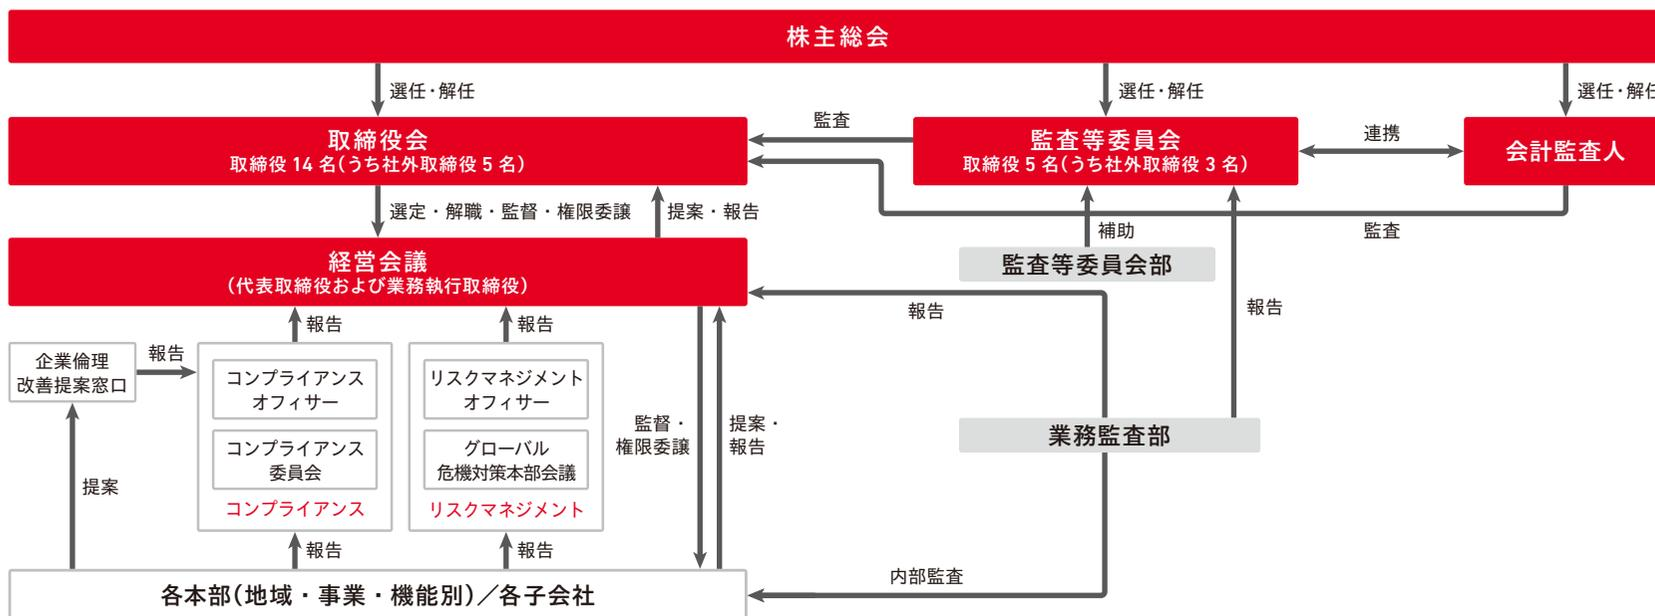 株主総会
選任・解任
選任・解任
選任・解
取締役会
取締役 14 名(うち社外取締役 5 名)
監査
監査等委員会
取締役 5 名(うち社外取締役 3 名)
連携
会計監査人
選定・解職・監督・権限委譲
提案・報告
補助
監査
監査等委員会部
経営会議
(代表取締役および業務執行取締役)
報告
報告
報告
報告
企業倫理
改善提案窓口
報告
コンプライアンス
オフィサー
リスクマネジメント
オフィサー
監督・
権限委譲
提案・
報告
業務監査部
コンプライアンス
委員会
グローバル
危機対策本部会議
コンプライアンス
リスクマネジメント
提案
報告
報告
内部監査
各本部(地域・事業・機能別)／各子会社